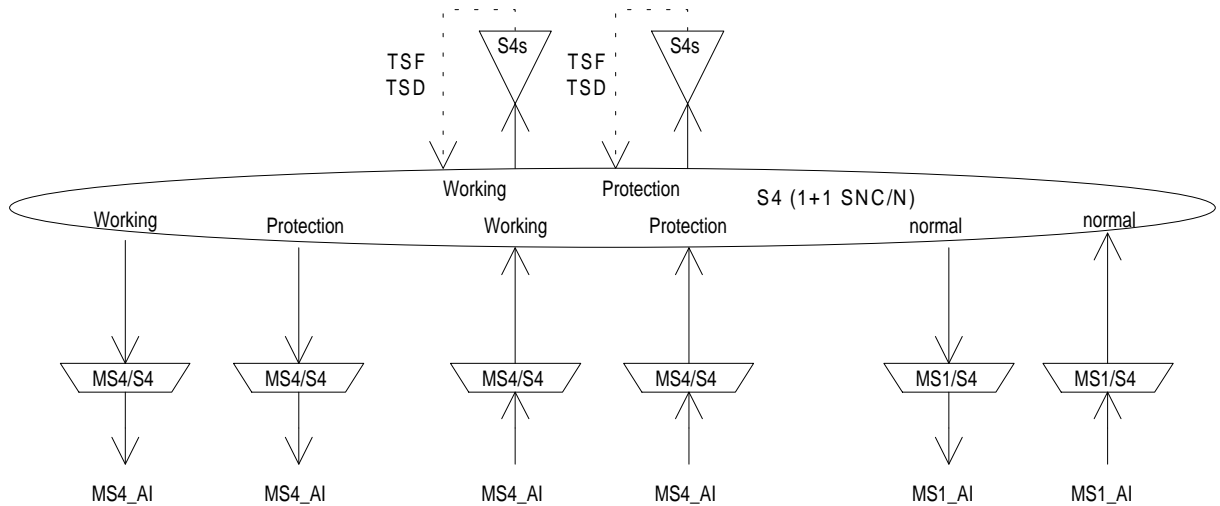 S4s S4s
TSF TSF
TSD TSD
Working Protection S4 (1+1 SNC/N)
Working Protection Working Protection normal normal
MS4/S4 MS4/S4 MS4/S4 MS4/S4 MS1/S4 MS1/S4
MS4_AI MS4_AI MS4_AI MS4_AI MS1_AI MS1_AI